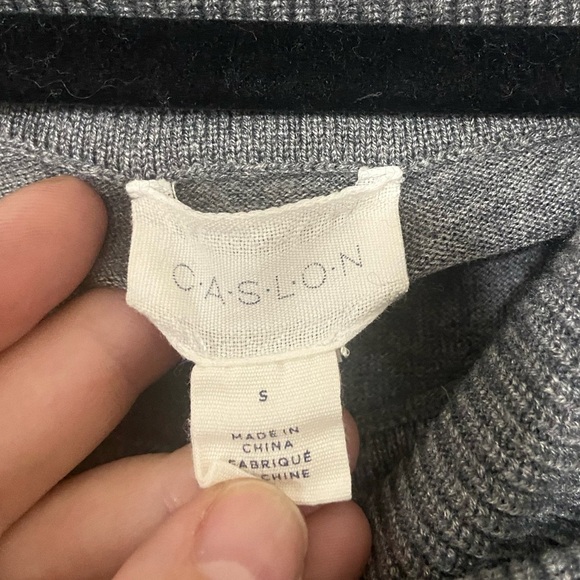 C·A·S·L·O·N
S
MADE IN
CHINA
FABRIQUÉ
CHINE